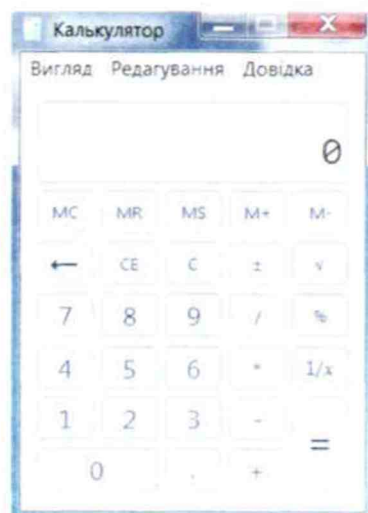 Калькулятор
Вигляд Редагування Довідка
0
MC MR MS M+ M-
← CE C ± √
7 8 9 / %
4 5 6 * 1/x
1 2 3 - =
0 . +